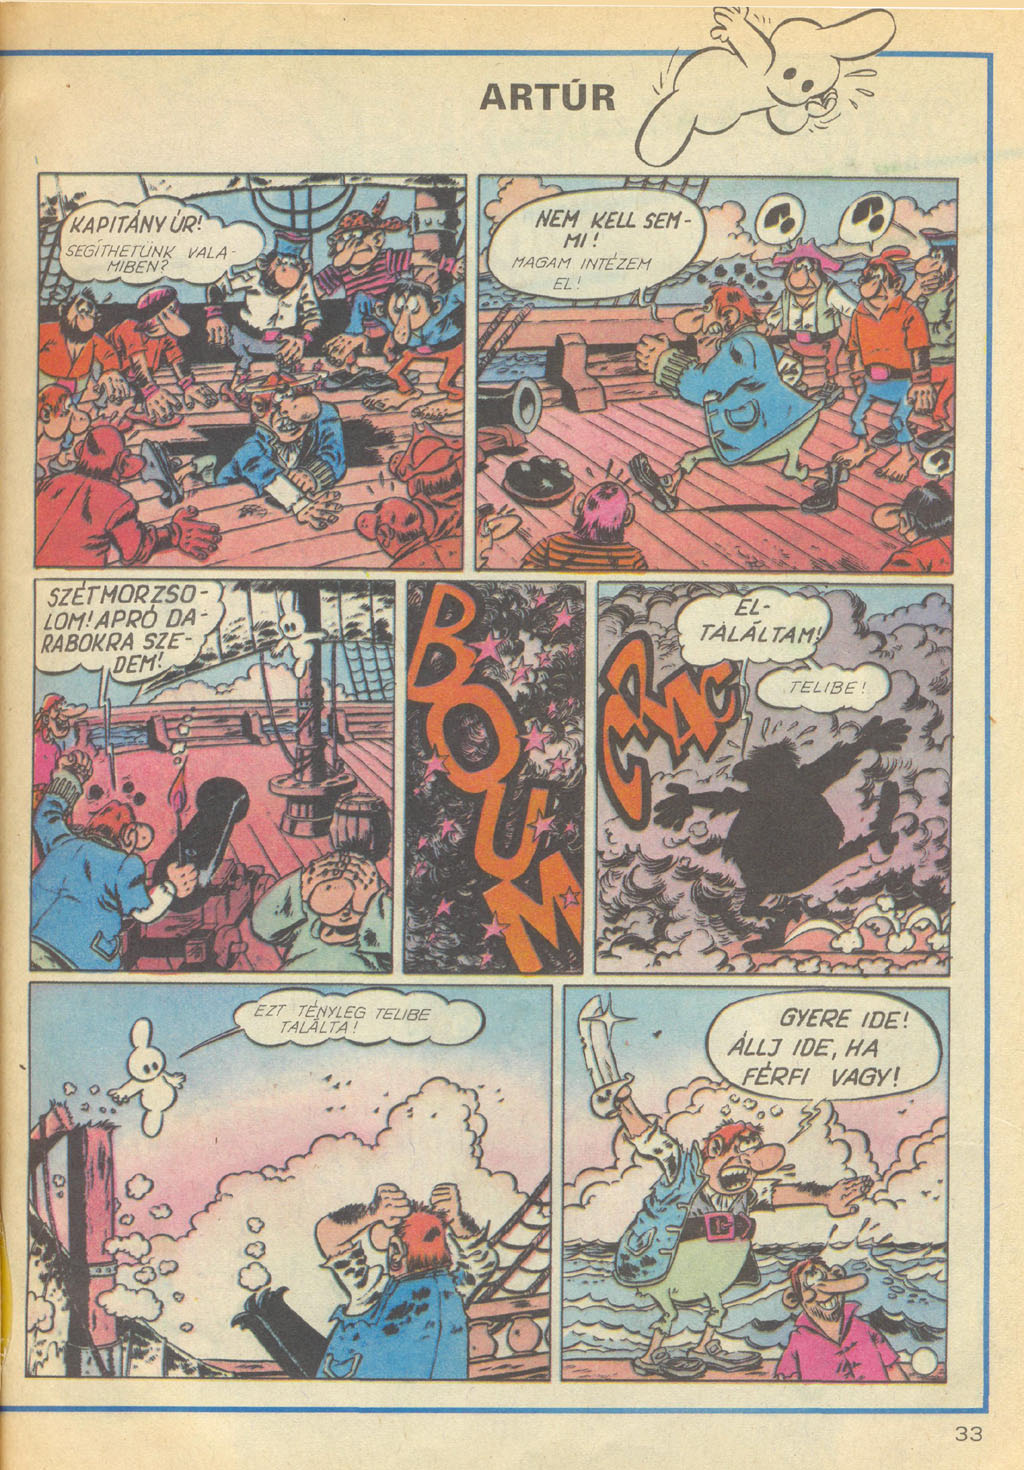 ARTÚR
KAPITÁNY ÚR!
SEGÍTHETÜNK VALA-
MIBEN?
NEM KELL SEM-
MI!
MAGAM INTÉZEM
EL!
SZÉTMORZSO-
LOM! APRÓ DA-
RABOKRA SZE-
DEM!
BOUM
CRAC
EL-
TALÁLTAM!
TELIBE!
EZT TÉNYLEG TELIBE
TALÁLTA!
GYERE IDE!
ÁLLJ IDE, HA
FÉRFI VAGY!
33